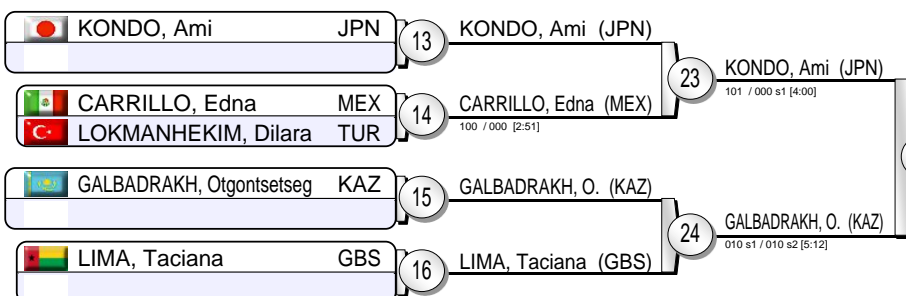 KONDO, Ami JPN
CARRILLO, Edna MEX
LOKMANHEKIM, Dilara TUR
GALBADRAKH, Otgontsetseg KAZ
LIMA, Taciana GBS
13
14
15
16
KONDO, Ami (JPN)
CARRILLO, Edna (MEX)
100 / 000 [2:51]
GALBADRAKH, O. (KAZ)
LIMA, Taciana (GBS)
23
24
KONDO, Ami (JPN)
101 / 000 s1 [4:00]
GALBADRAKH, O. (KAZ)
010 s1 / 010 s2 [5:12]